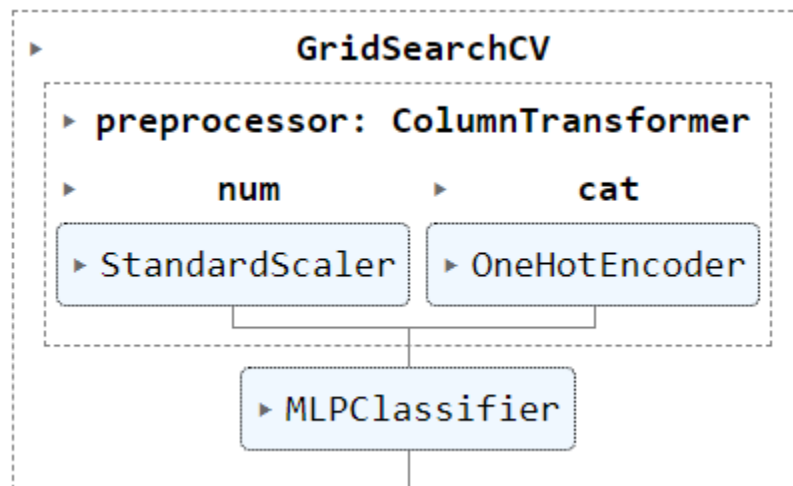 GridSearchCV
preprocessor: ColumnTransformer
num cat
StandardScaler OneHotEncoder
MLPClassifier